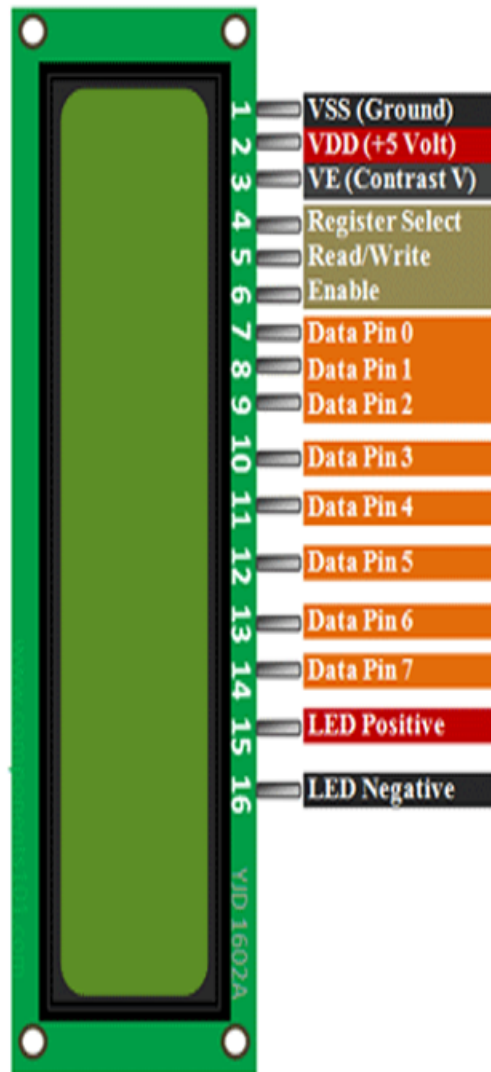 1 VSS (Ground)
2 VDD (+5 Volt)
3 VE (Contrast V)
4 Register Select
5 Read/Write
6 Enable
7 Data Pin 0
8 Data Pin 1
9 Data Pin 2
10 Data Pin 3
11 Data Pin 4
12 Data Pin 5
13 Data Pin 6
14 Data Pin 7
15 LED Positive
16 LED Negative
YJD 1602A
www.components101.com